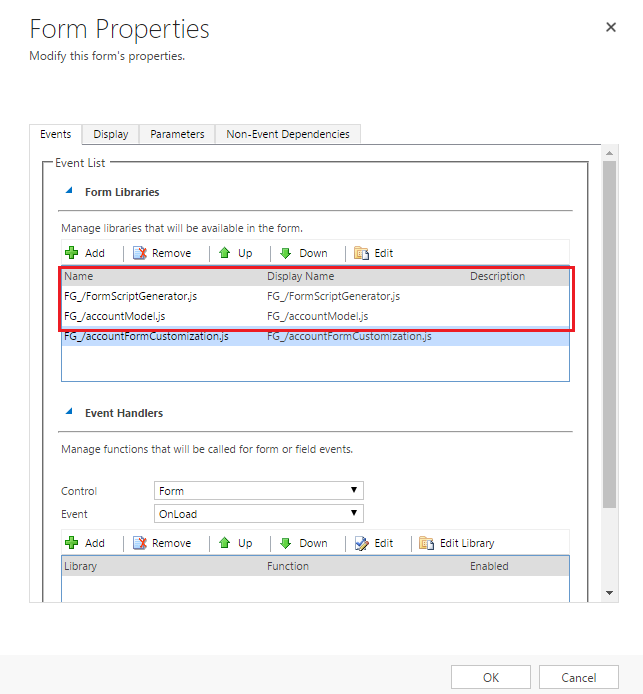 Form Properties
Modify this form's properties.
Events Display Parameters Non-Event Dependencies
Event List
Form Libraries
Manage libraries that will be available in the form.
Add Remove Up Down Edit
Name Display Name Description
FG_/FormScriptGenerator.js FG_/FormScriptGenerator.js
FG_/accountModel.js FG_/accountModel.js
FG_/accountFormCustomization.js FG_/accountFormCustomization.js
Event Handlers
Manage functions that will be called for form or field events.
Control Form
Event OnLoad
Add Remove Up Down Edit Edit Library
Library Function Enabled
OK Cancel